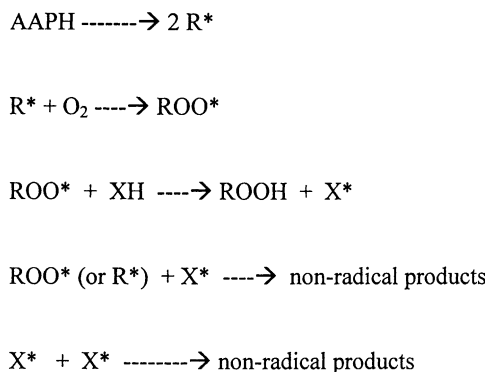 AAPH -------→ 2 R*
R* + O₂ ----→ ROO*
ROO* + XH ----→ ROOH + X*
ROO* (or R*) + X* ----→ non-radical products
X* + X* --------→ non-radical products